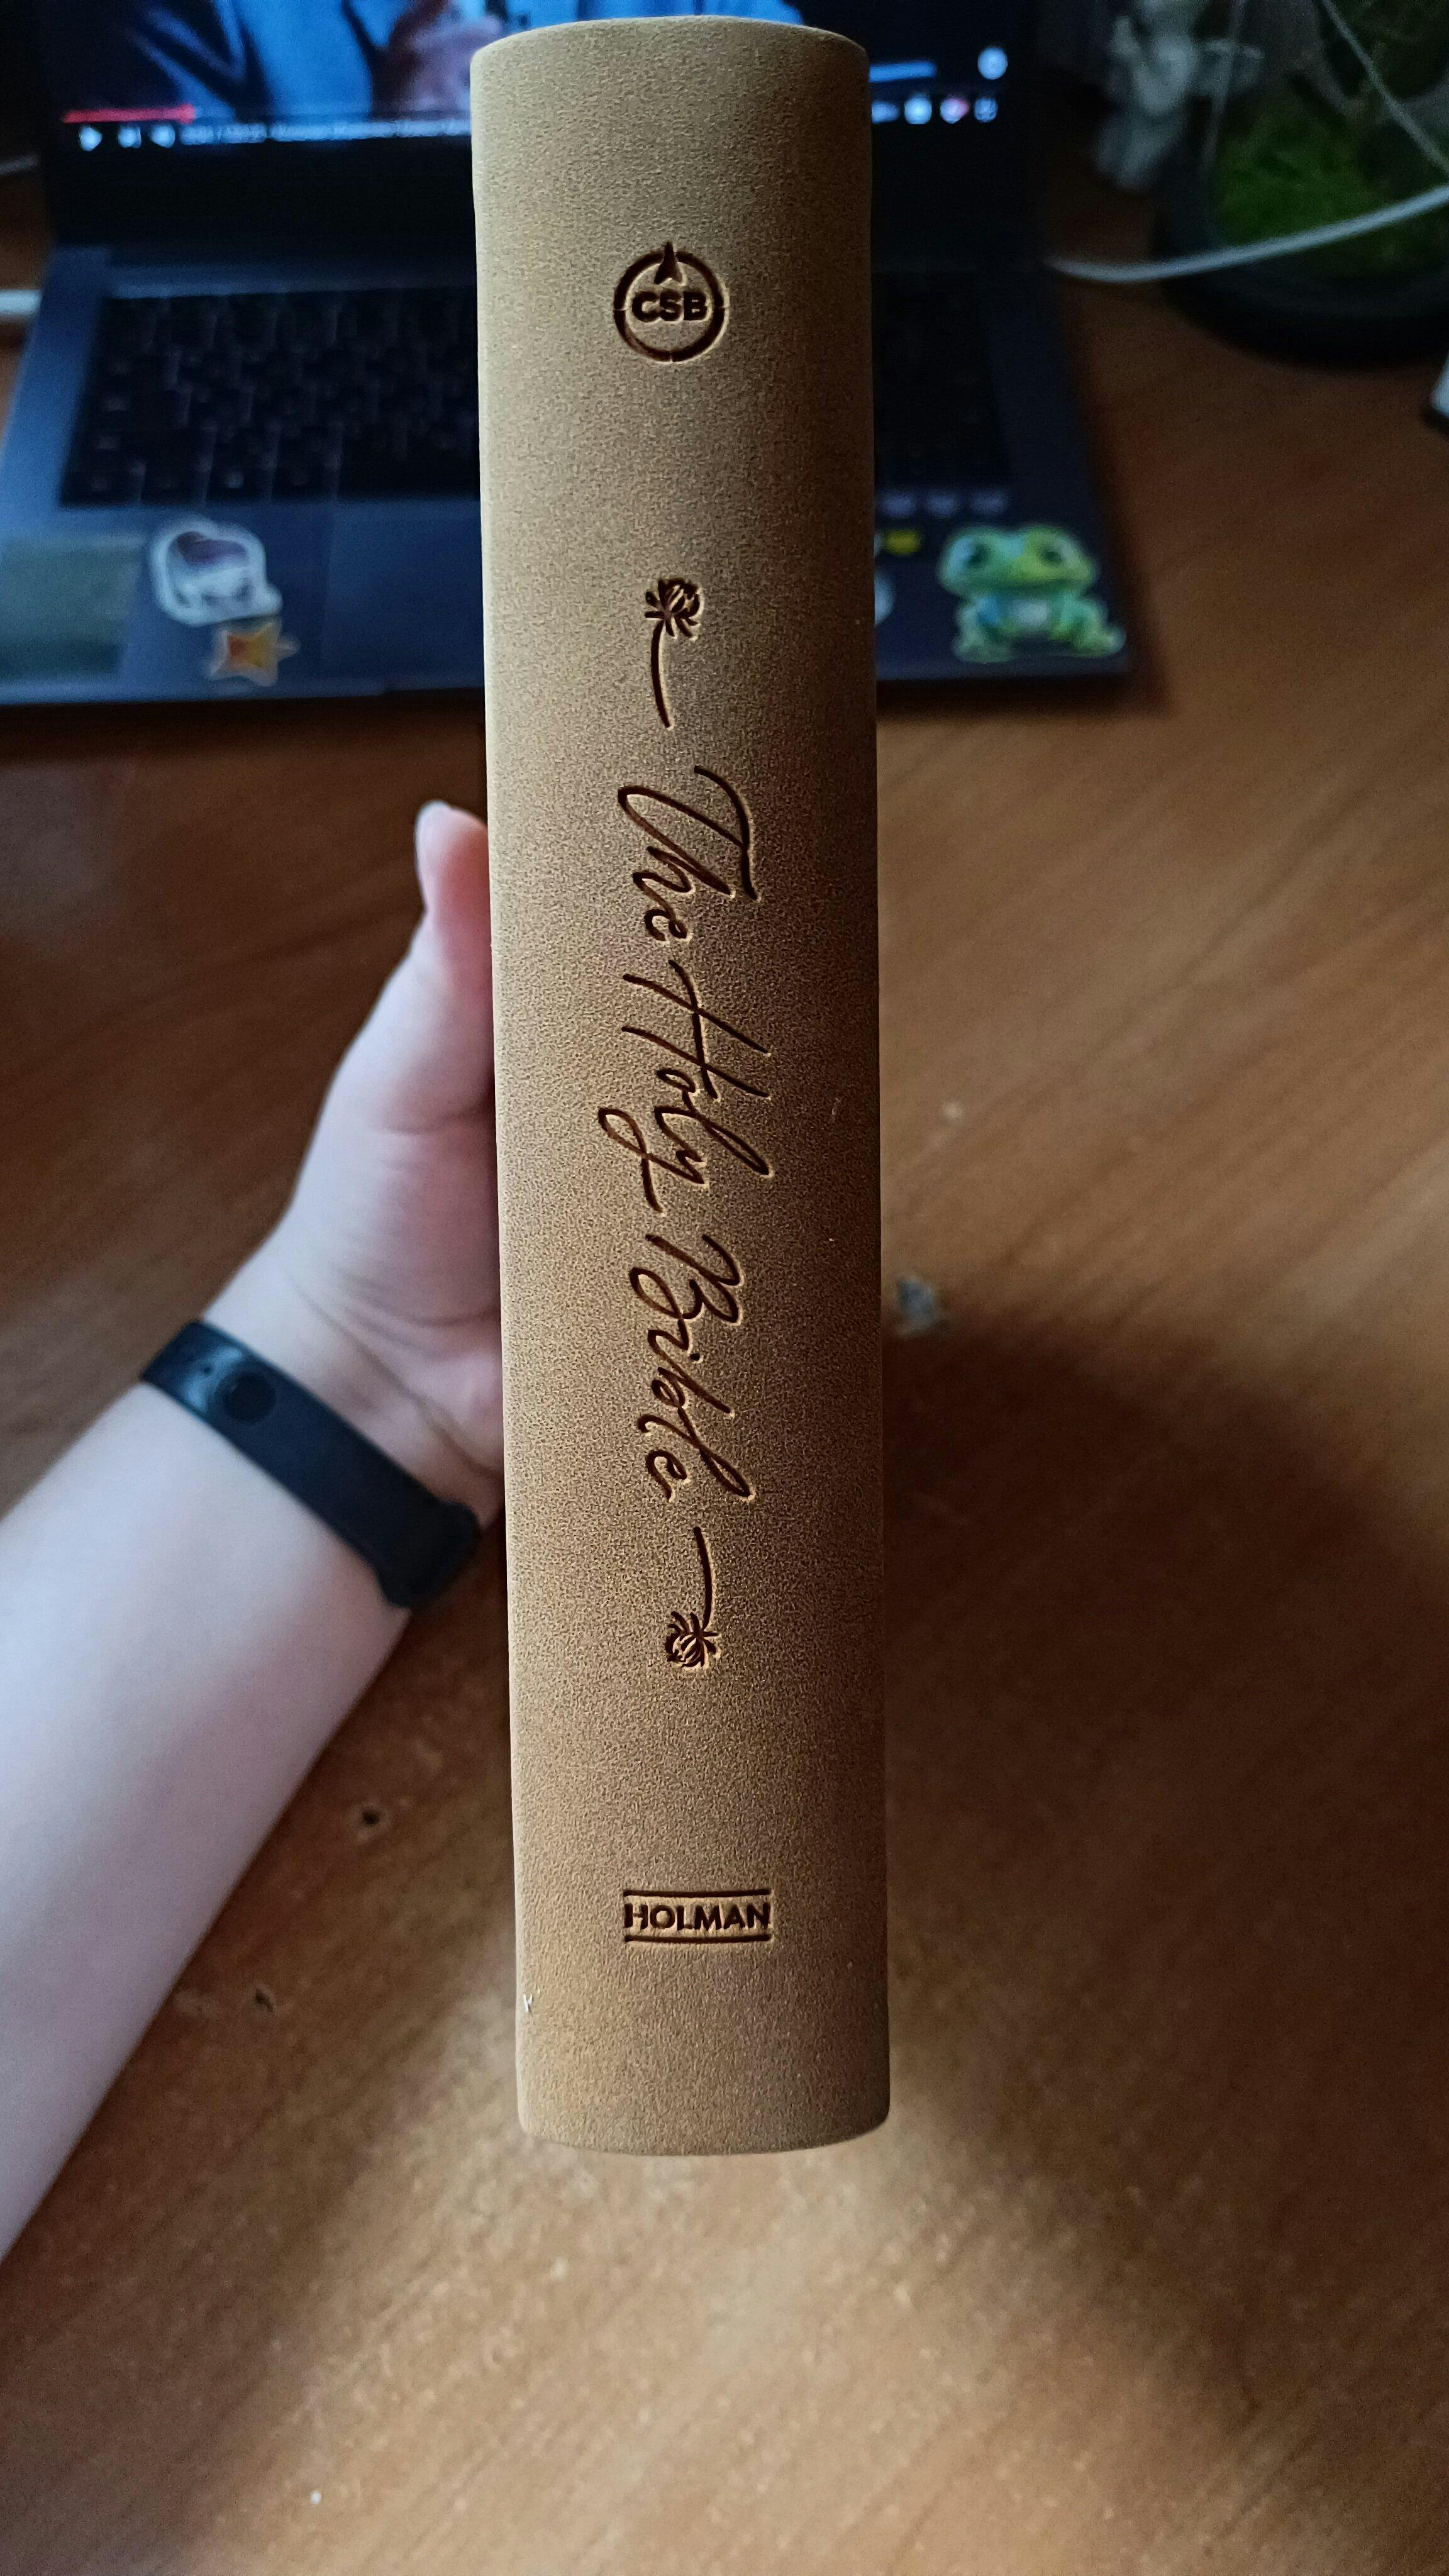 CSB
The Holy Bible
HOLMAN